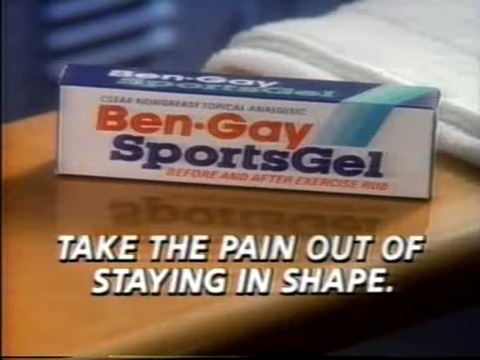 Ben-Gay
SportsGel
CLEAR NONGREASY TOPICAL ANALGESIC
Ben·Gay
SportsGel
BEFORE AND AFTER EXERCISE RUB
TAKE THE PAIN OUT OF
STAYING IN SHAPE.